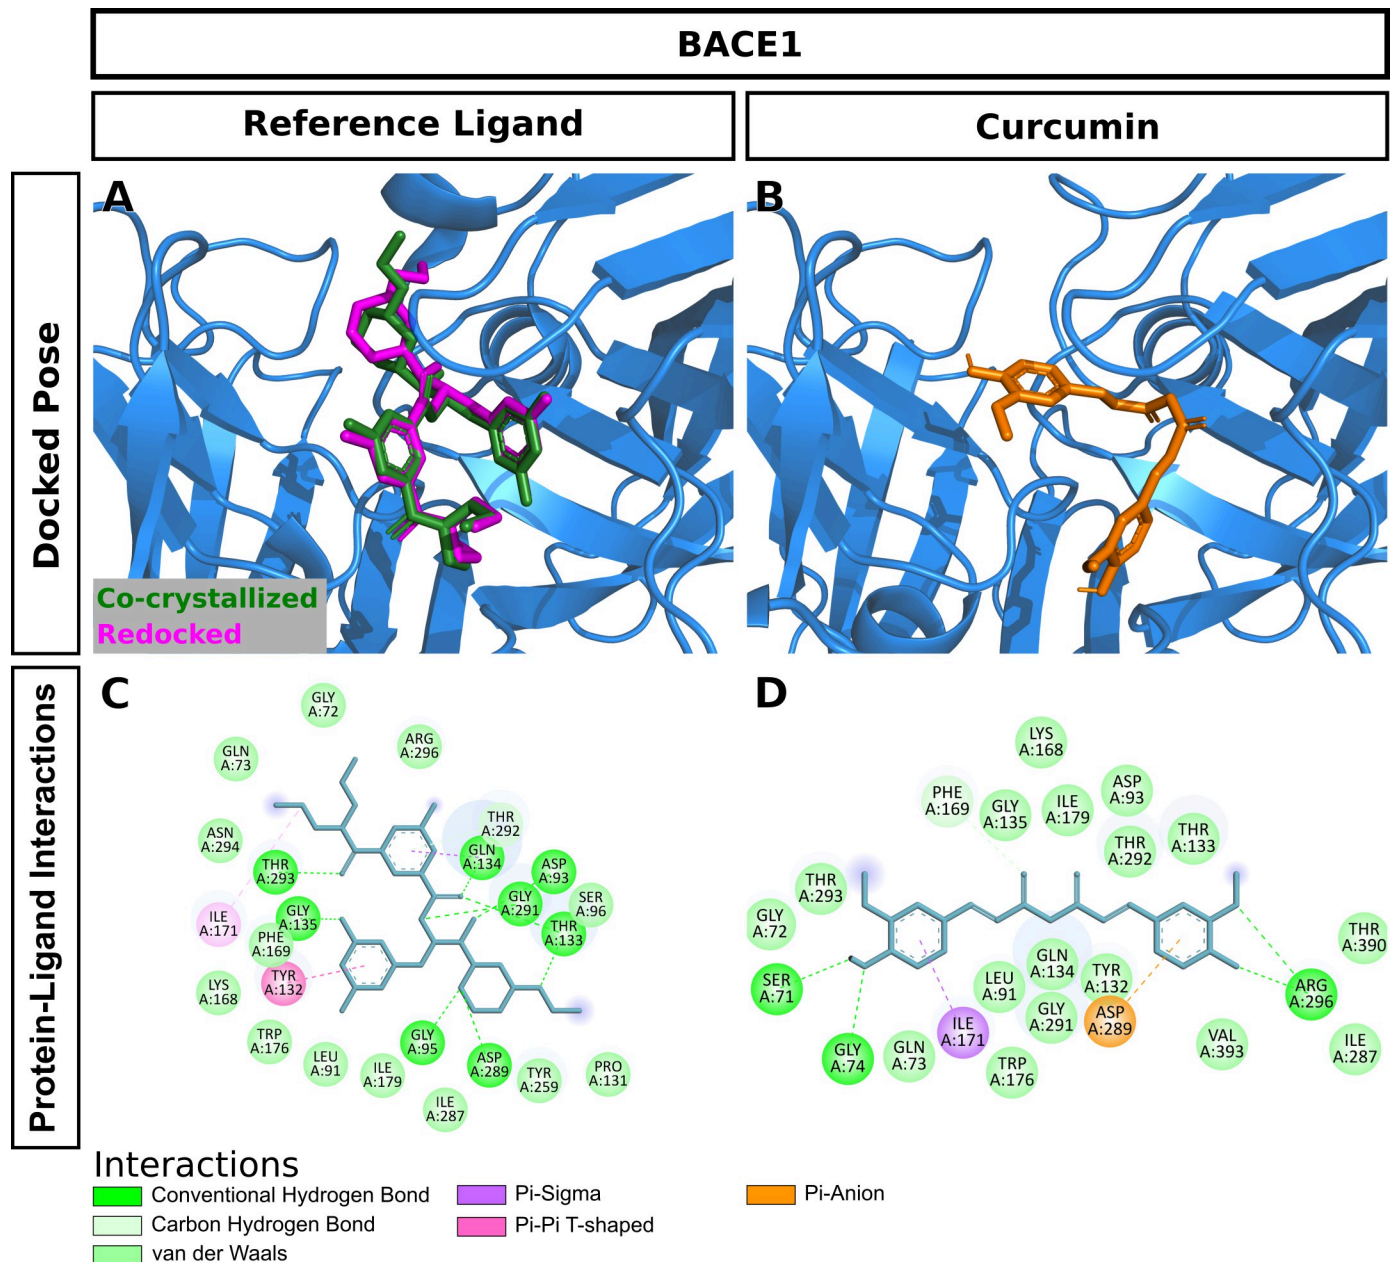 BACE1
Reference Ligand
Curcumin
Docked Pose
A
B
Co-crystallized
Redocked
Protein-Ligand Interactions
C
GLY
A:72
GLN
A:73
ARG
A:296
ASN
A:294
THR
A:292
THR
A:293
GLN
A:134
ASP
A:93
GLY
A:291
SER
A:96
ILE
A:171
GLY
A:135
THR
A:133
PHE
A:169
LYS
A:168
TYR
A:132
TRP
A:176
LEU
A:91
ILE
A:179
GLY
A:95
ASP
A:289
TYR
A:259
PRO
A:131
ILE
A:287
D
LYS
A:168
PHE
A:169
GLY
A:135
ILE
A:179
ASP
A:93
THR
A:292
THR
A:133
THR
A:293
GLY
A:72
SER
A:71
GLY
A:74
GLN
A:73
ILE
A:171
LEU
A:91
GLN
A:134
GLY
A:291
TYR
A:132
TRP
A:176
ASP
A:289
VAL
A:393
ARG
A:296
THR
A:390
ILE
A:287
Interactions
Conventional Hydrogen Bond
Carbon Hydrogen Bond
van der Waals
Pi-Sigma
Pi-Pi T-shaped
Pi-Anion